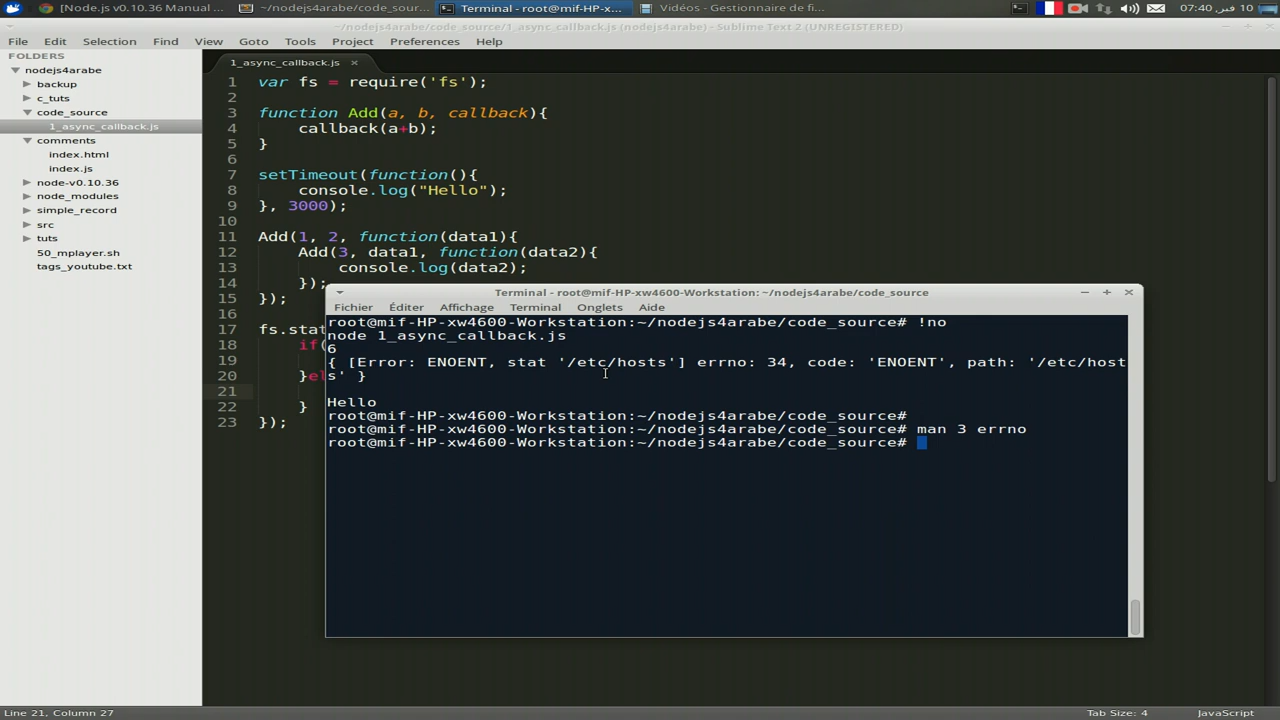 [Node.js v0.10.36 Manual ...
~/nodejs4arabe/code_sour...
Terminal - root@mif-HP-xw4600-W...
Vidéos - Gestionnaire de fi...
10 فبر, 07:40
~/nodejs4arabe/code_source/1_async_callback.js (nodejs4arabe) - Sublime Text 2 (UNREGISTERED)
File Edit Selection Find View Goto Tools Project Preferences Help
FOLDERS
nodejs4arabe
backup
c_tuts
code_source
1_async_callback.js
comments
index.html
index.js
node-v0.10.36
node_modules
simple_record
src
tuts
50_mplayer.sh
tags_youtube.txt
1_async_callback.js ×
1 var fs = require('fs');
2
3 function Add(a, b, callback){
4 callback(a+b);
5 }
6
7 setTimeout(function(){
8 console.log("Hello");
9 }, 3000);
10
11 Add(1, 2, function(data1){
12 Add(3, data1, function(data2){
13 console.log(data2);
14 });
15 });
16
17 fs.stat
18 if(
19
20 }el
21
22 }
23 });
Terminal - root@mif-HP-xw4600-Workstation: ~/nodejs4arabe/code_source
Fichier Éditer Affichage Terminal Onglets Aide
root@mif-HP-xw4600-Workstation:~/nodejs4arabe/code_source# !no
node 1_async_callback.js
6
{ [Error: ENOENT, stat '/etc/hosts'] errno: 34, code: 'ENOENT', path: '/etc/host
s' }
Hello
root@mif-HP-xw4600-Workstation:~/nodejs4arabe/code_source#
root@mif-HP-xw4600-Workstation:~/nodejs4arabe/code_source# man 3 errno
root@mif-HP-xw4600-Workstation:~/nodejs4arabe/code_source#
Line 21, Column 27
Tab Size: 4
JavaScript